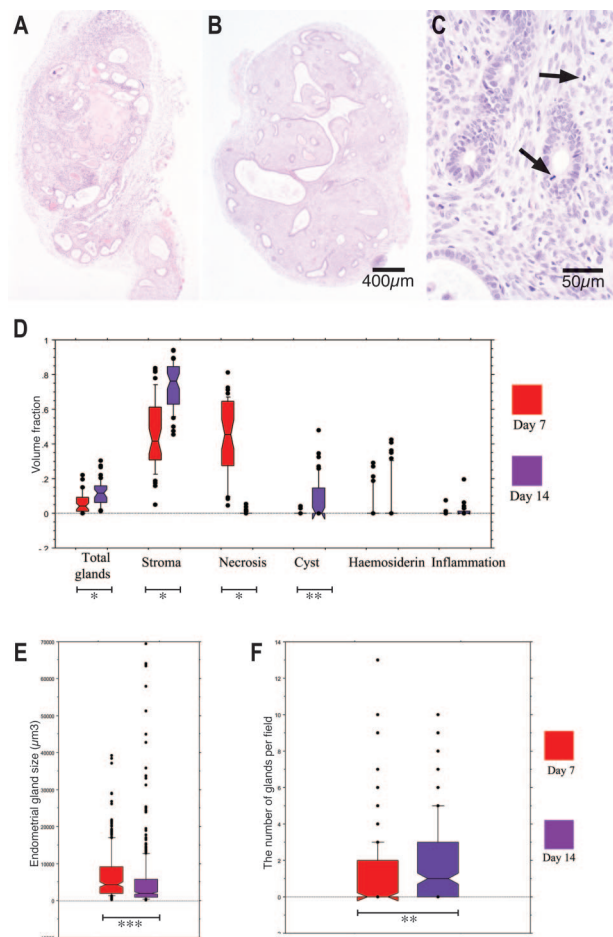 A
B
C
400µm
50µm
D
Volume fraction
1
.8
.6
.4
.2
0
-.2
Total glands
Stroma
Necrosis
Cyst
Haemosiderin
Inflammation
*
*
*
**
Day 7
Day 14
E
Endometrial gland size (µm3)
70000
60000
50000
40000
30000
20000
10000
0
***
F
The number of glands per field
14
12
10
8
6
4
2
0
**
Day 7
Day 14